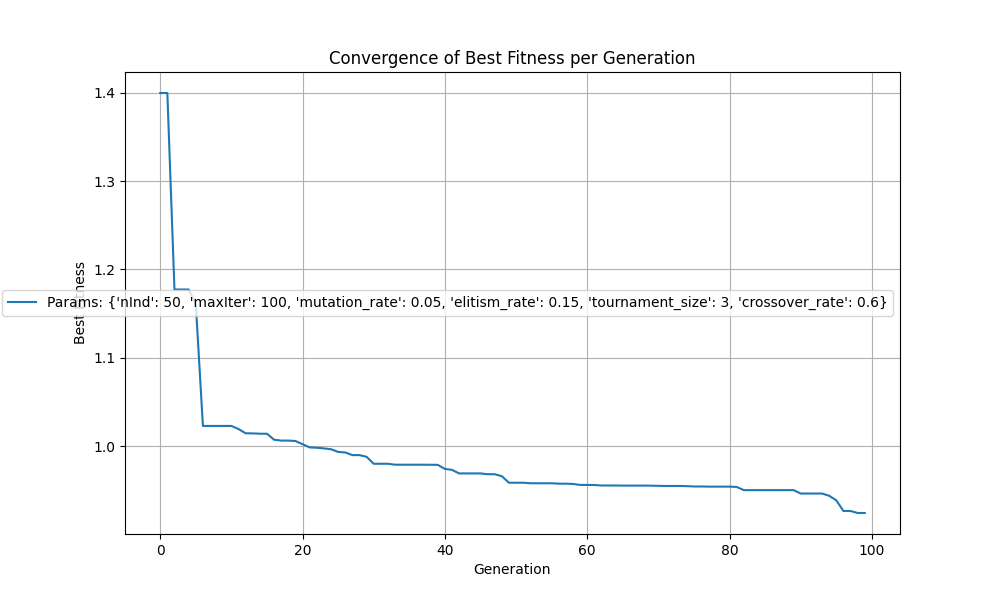 Convergence of Best Fitness per Generation
1.4
1.3
1.2
1.1
1.0
Best
ness
Params: {'nInd': 50, 'maxIter': 100, 'mutation_rate': 0.05, 'elitism_rate': 0.15, 'tournament_size': 3, 'crossover_rate': 0.6}
0
20
40
60
80
100
Generation